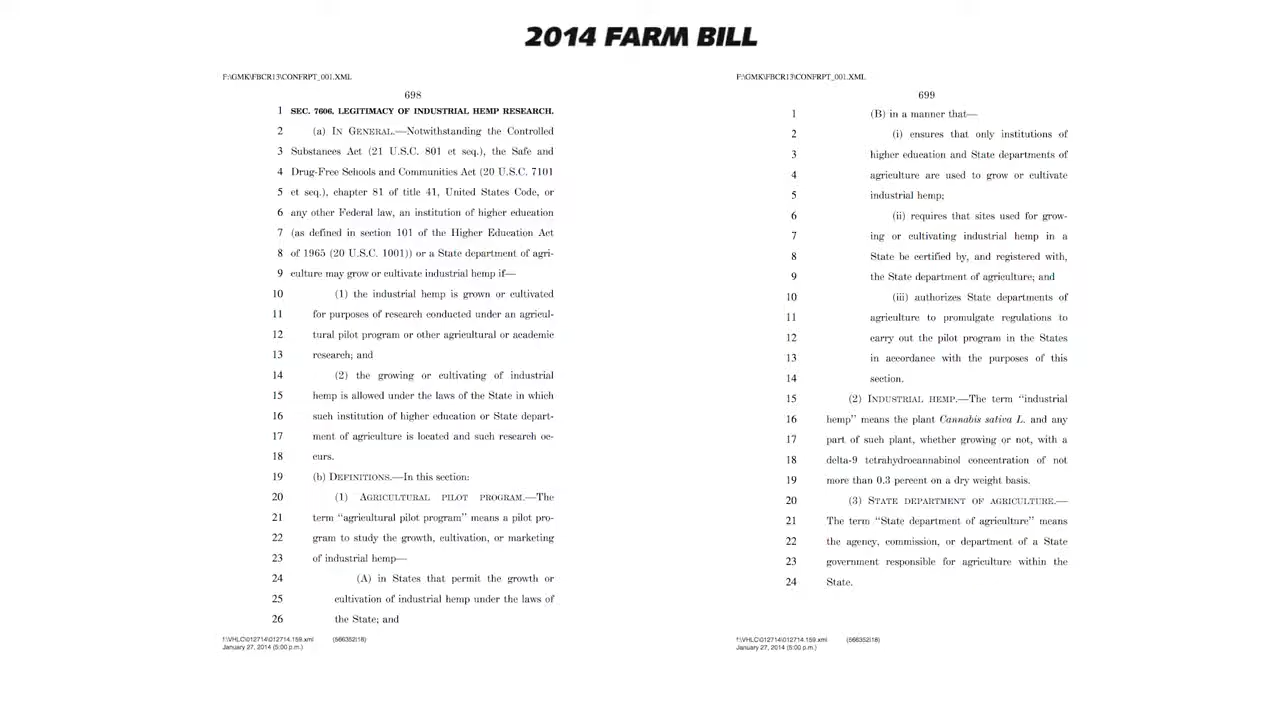 2014 FARM BILL
F:\GMK\FBCR13\CONFRPT_001.XML
698
1 SEC. 7606. LEGITIMACY OF INDUSTRIAL HEMP RESEARCH.
2 (a) IN GENERAL.—Notwithstanding the Controlled
3 Substances Act (21 U.S.C. 801 et seq.), the Safe and
4 Drug-Free Schools and Communities Act (20 U.S.C. 7101
5 et seq.), chapter 81 of title 41, United States Code, or
6 any other Federal law, an institution of higher education
7 (as defined in section 101 of the Higher Education Act
8 of 1965 (20 U.S.C. 1001)) or a State department of agri-
9 culture may grow or cultivate industrial hemp if—
10 (1) the industrial hemp is grown or cultivated
11 for purposes of research conducted under an agricul-
12 tural pilot program or other agricultural or academic
13 research; and
14 (2) the growing or cultivating of industrial
15 hemp is allowed under the laws of the State in which
16 such institution of higher education or State depart-
17 ment of agriculture is located and such research oc-
18 curs.
19 (b) DEFINITIONS.—In this section:
20 (1) AGRICULTURAL PILOT PROGRAM.—The
21 term “agricultural pilot program” means a pilot pro-
22 gram to study the growth, cultivation, or marketing
23 of industrial hemp—
24 (A) in States that permit the growth or
25 cultivation of industrial hemp under the laws of
26 the State; and
f:\VHLC\012714\012714.159.xml (566352|18)
January 27, 2014 (5:00 p.m.)
F:\GMK\FBCR13\CONFRPT_001.XML
699
1 (B) in a manner that—
2 (i) ensures that only institutions of
3 higher education and State departments of
4 agriculture are used to grow or cultivate
5 industrial hemp;
6 (ii) requires that sites used for grow-
7 ing or cultivating industrial hemp in a
8 State be certified by, and registered with,
9 the State department of agriculture; and
10 (iii) authorizes State departments of
11 agriculture to promulgate regulations to
12 carry out the pilot program in the States
13 in accordance with the purposes of this
14 section.
15 (2) INDUSTRIAL HEMP.—The term “industrial
16 hemp” means the plant Cannabis sativa L. and any
17 part of such plant, whether growing or not, with a
18 delta-9 tetrahydrocannabinol concentration of not
19 more than 0.3 percent on a dry weight basis.
20 (3) STATE DEPARTMENT OF AGRICULTURE.—
21 The term “State department of agriculture” means
22 the agency, commission, or department of a State
23 government responsible for agriculture within the
24 State.
f:\VHLC\012714\012714.159.xml (566352|18)
January 27, 2014 (5:00 p.m.)